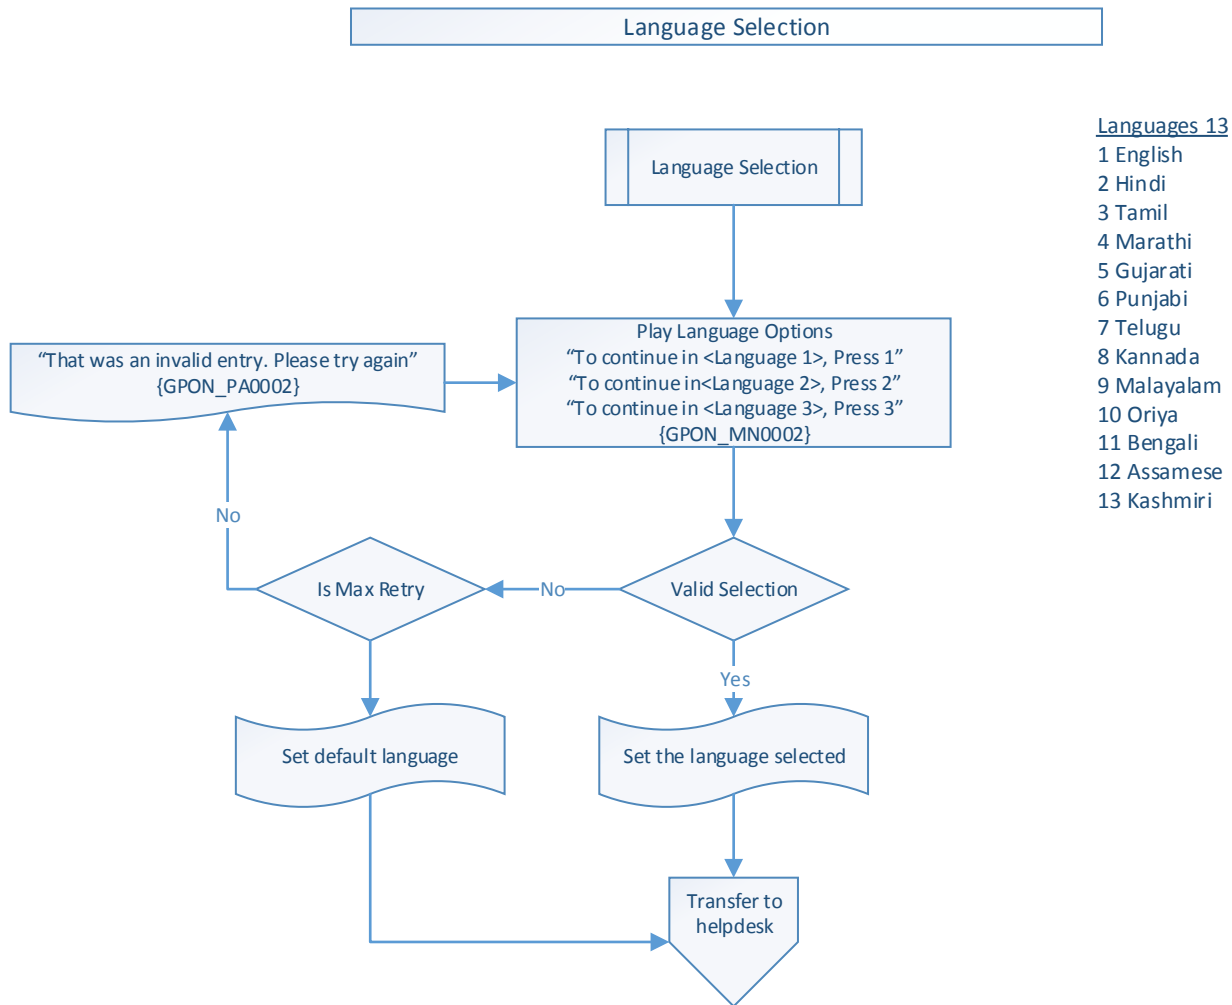 Language Selection
Language Selection
Languages 13
1 English
2 Hindi
3 Tamil
4 Marathi
5 Gujarati
6 Punjabi
7 Telugu
8 Kannada
9 Malayalam
10 Oriya
11 Bengali
12 Assamese
13 Kashmiri
Play Language Options
“To continue in <Language 1>, Press 1”
“To continue in<Language 2>, Press 2”
“To continue in <Language 3>, Press 3”
{GPON_MN0002}
“That was an invalid entry. Please try again”
{GPON_PA0002}
No
Is Max Retry
No
Valid Selection
Yes
Set default language
Set the language selected
Transfer to
helpdesk